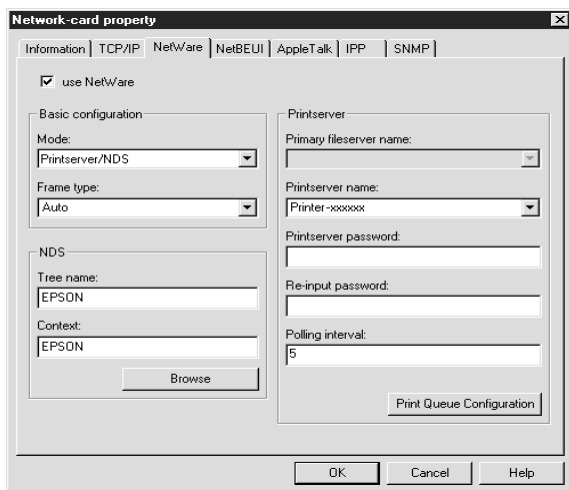 Network-card property
Information TCP/IP NetWare NetBEUI AppleTalk IPP SNMP
use NetWare
Basic configuration
Mode:
Printserver/NDS
Frame type:
Auto
NDS
Tree name:
EPSON
Context:
EPSON
Browse
Printserver
Primary fileserver name:
Printserver name:
Printer-xxxxxx
Printserver password:
Re-input password:
Polling interval:
5
Print Queue Configuration
OK Cancel Help